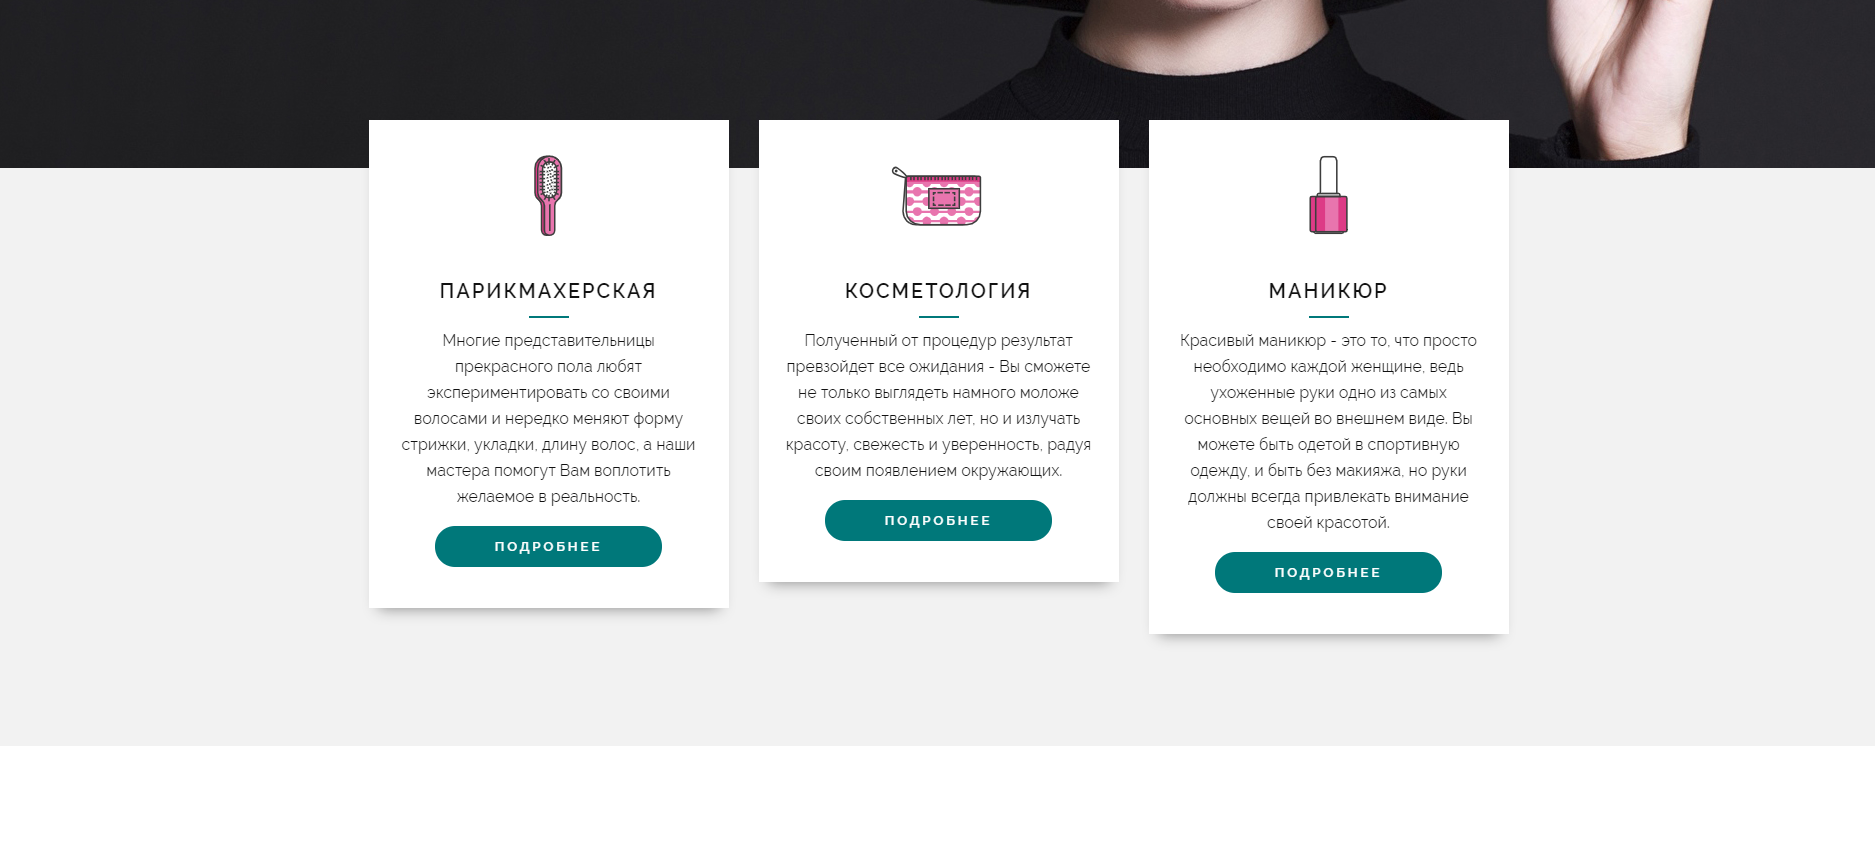 ПАРИКМАХЕРСКАЯ
Многие представительницы
прекрасного пола любят
экспериментировать со своими
волосами и нередко меняют форму
стрижки, укладки, длину волос, а наши
мастера помогут Вам воплотить
желаемое в реальность.
ПОДРОБНЕЕ
КОСМЕТОЛОГИЯ
Полученный от процедур результат
превзойдет все ожидания - Вы сможете
не только выглядеть намного моложе
своих собственных лет, но и излучать
красоту, свежесть и уверенность, радуя
своим появлением окружающих.
ПОДРОБНЕЕ
МАНИКЮР
Красивый маникюр - это то, что просто
необходимо каждой женщине, ведь
ухоженные руки одно из самых
основных вещей во внешнем виде. Вы
можете быть одетой в спортивную
одежду, и быть без макияжа, но руки
должны всегда привлекать внимание
своей красотой.
ПОДРОБНЕЕ